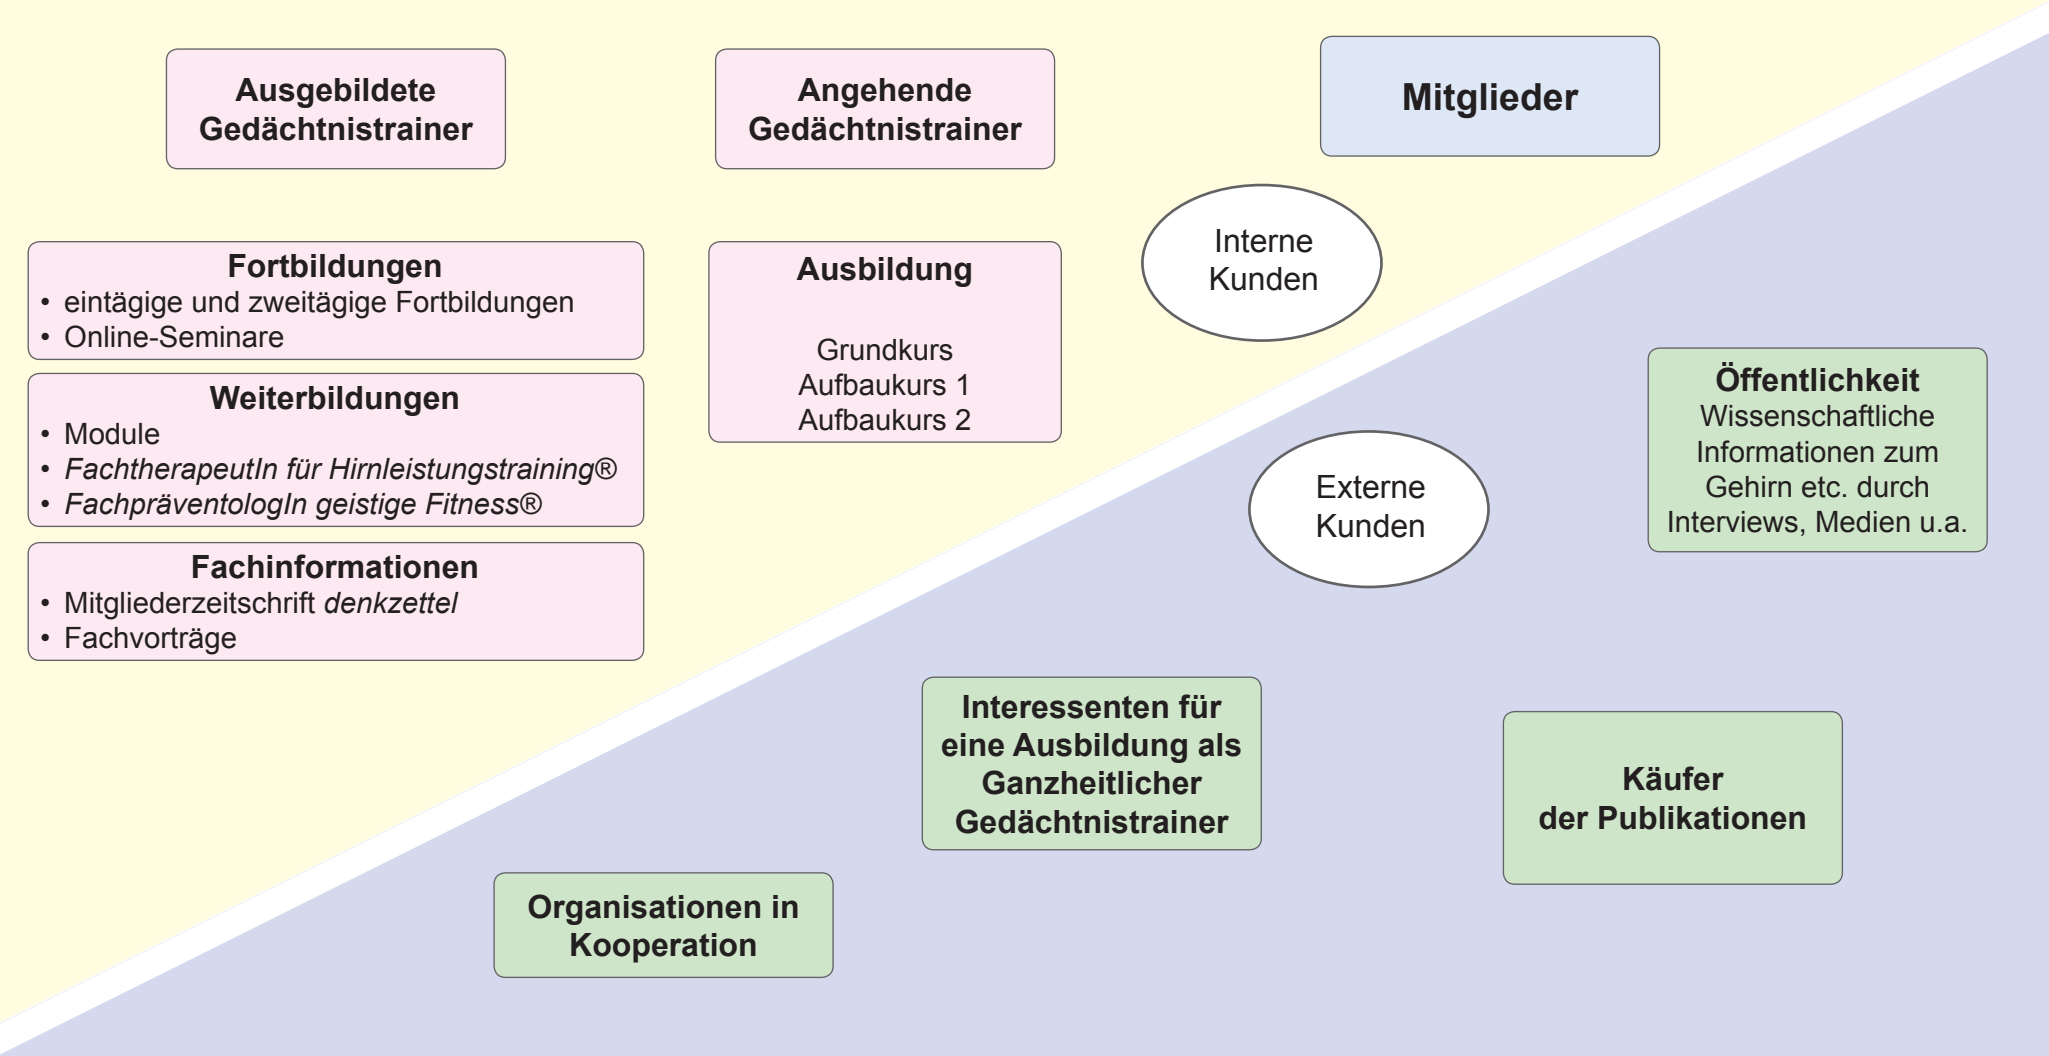 Ausgebildete
Gedächtnistrainer
Angehende
Gedächtnistrainer
Mitglieder
Interne
Kunden
Fortbildungen
• eintägige und zweitägige Fortbildungen
• Online-Seminare
Weiterbildungen
• Module
• FachtherapeutIn für Hirnleistungstraining®
• FachpräventologIn geistige Fitness®
Fachinformationen
• Mitgliederzeitschrift denkzettel
• Fachvorträge
Ausbildung
Grundkurs
Aufbaukurs 1
Aufbaukurs 2
Externe
Kunden
Öffentlichkeit
Wissenschaftliche
Informationen zum
Gehirn etc. durch
Interviews, Medien u.a.
Interessenten für
eine Ausbildung als
Ganzheitlicher
Gedächtnistrainer
Käufer
der Publikationen
Organisationen in
Kooperation